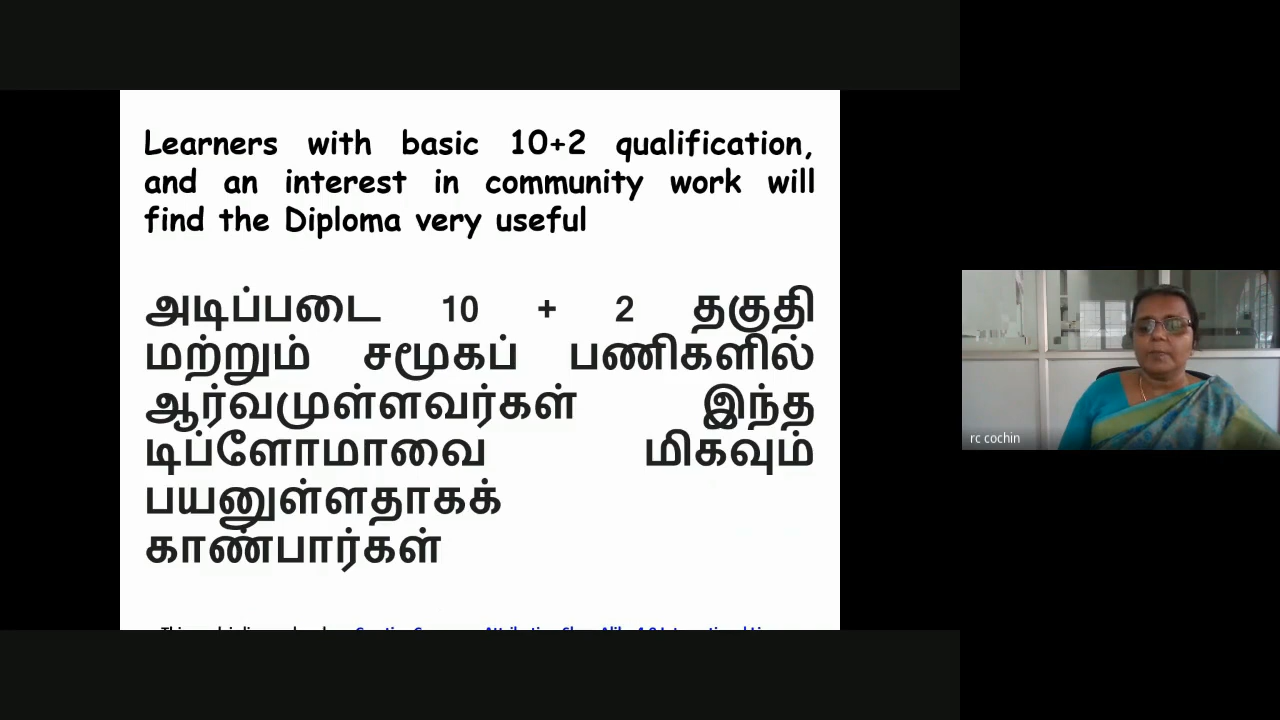 Learners with basic 10+2 qualification,
and an interest in community work will
find the Diploma very useful
அடிப்படை 10 + 2 தகுதி
மற்றும் சமூகப் பணிகளில்
ஆர்வமுள்ளவர்கள் இந்த
டிப்ளோமாவை மிகவும்
பயனுள்ளதாகக்
காண்பார்கள்
rc cochin